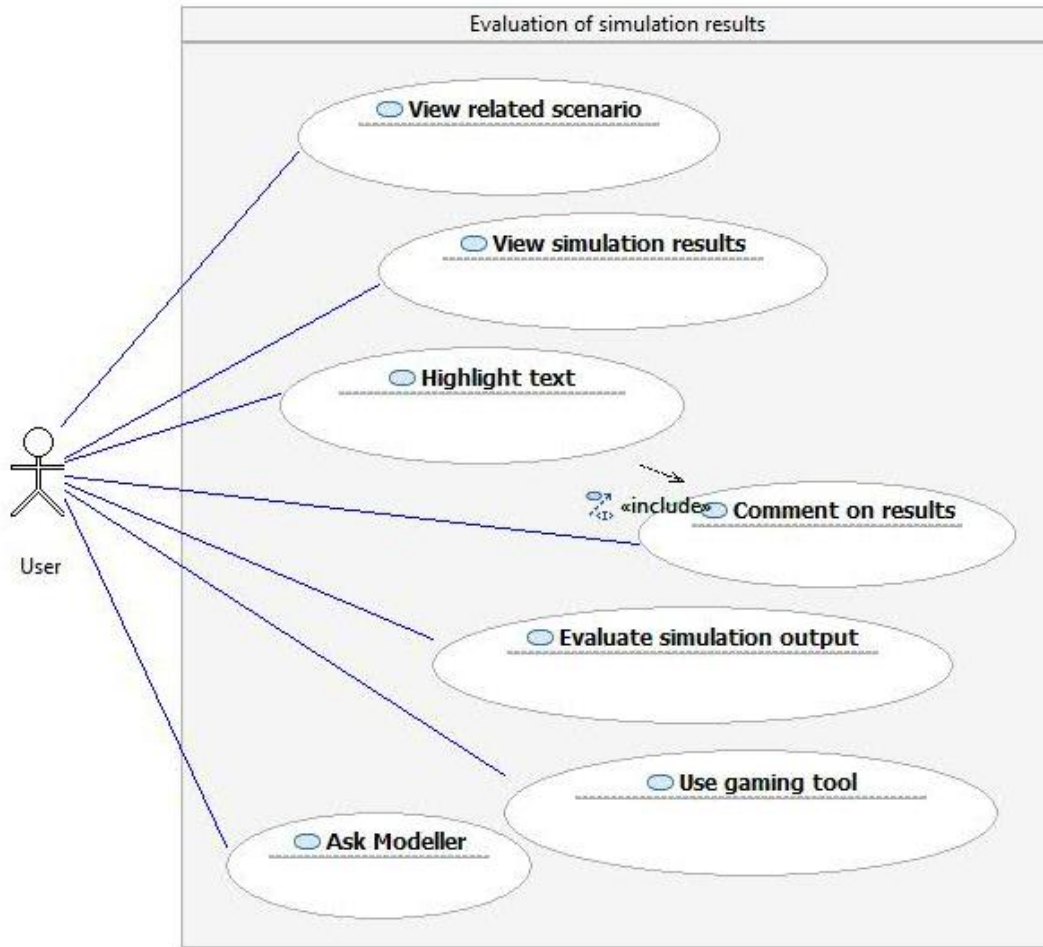 Evaluation of simulation results
View related scenario
View simulation results
Highlight text
«include»
Comment on results
User
Evaluate simulation output
Use gaming tool
Ask Modeller